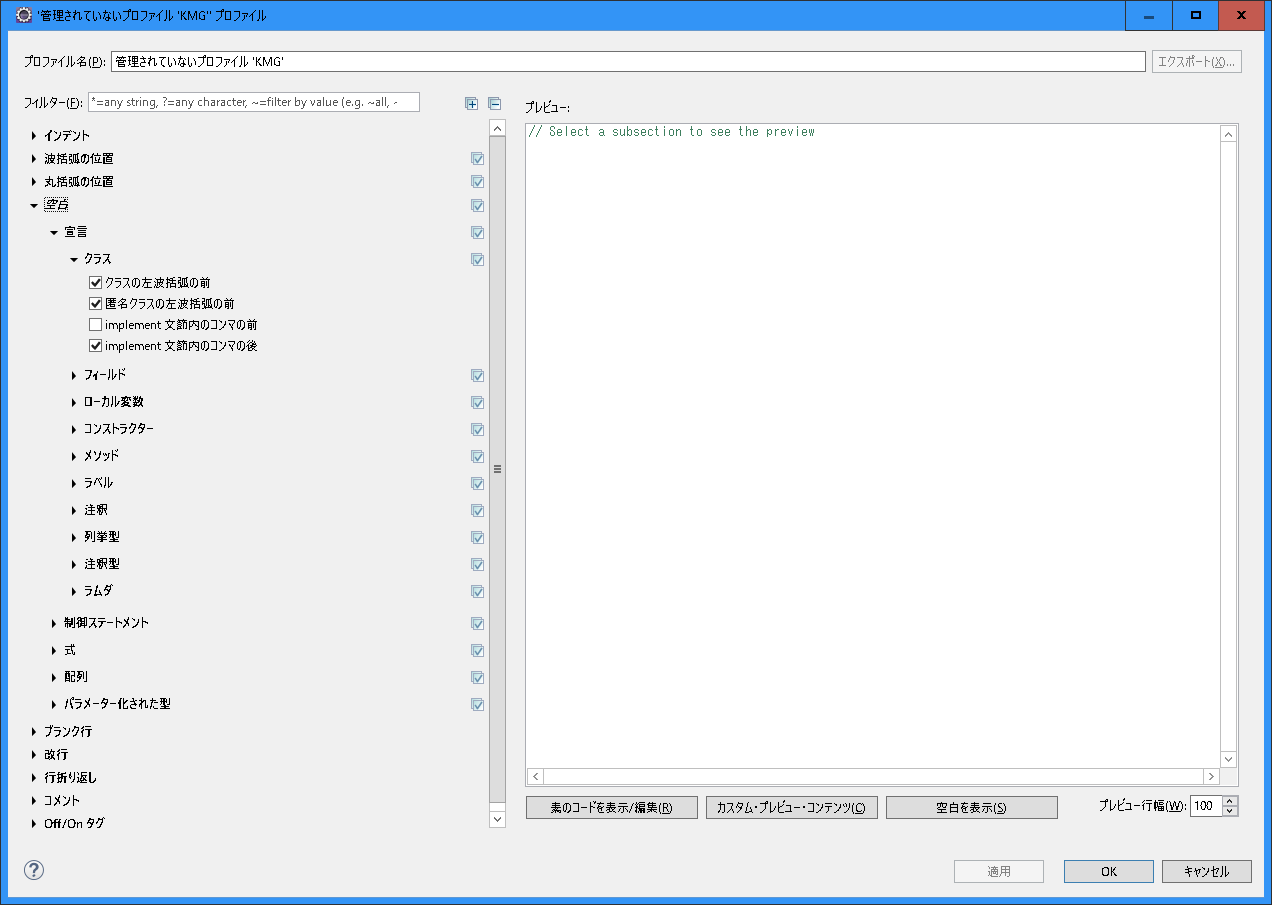 '管理されていないプロファイル 'KMG'' プロファイル
プロファイル名(P): 管理されていないプロファイル 'KMG' エクスポート(X)...
フィルター(F): *=any string, ?=any character, ~=filter by value (e.g. ~all, ~
プレビュー:
// Select a subsection to see the preview
インデント
波括弧の位置
丸括弧の位置
空白
宣言
クラス
クラスの左波括弧の前
匿名クラスの左波括弧の前
implement 文節内のコンマの前
implement 文節内のコンマの後
フィールド
ローカル変数
コンストラクター
メソッド
ラベル
注釈
列挙型
注釈型
ラムダ
制御ステートメント
式
配列
パラメーター化された型
ブランク行
改行
行折り返し
コメント
Off/On タグ
素のコードを表示/編集(R) カスタム・プレビュー・コンテンツ(C) 空白を表示(S) プレビュー行幅(W): 100
適用 OK キャンセル